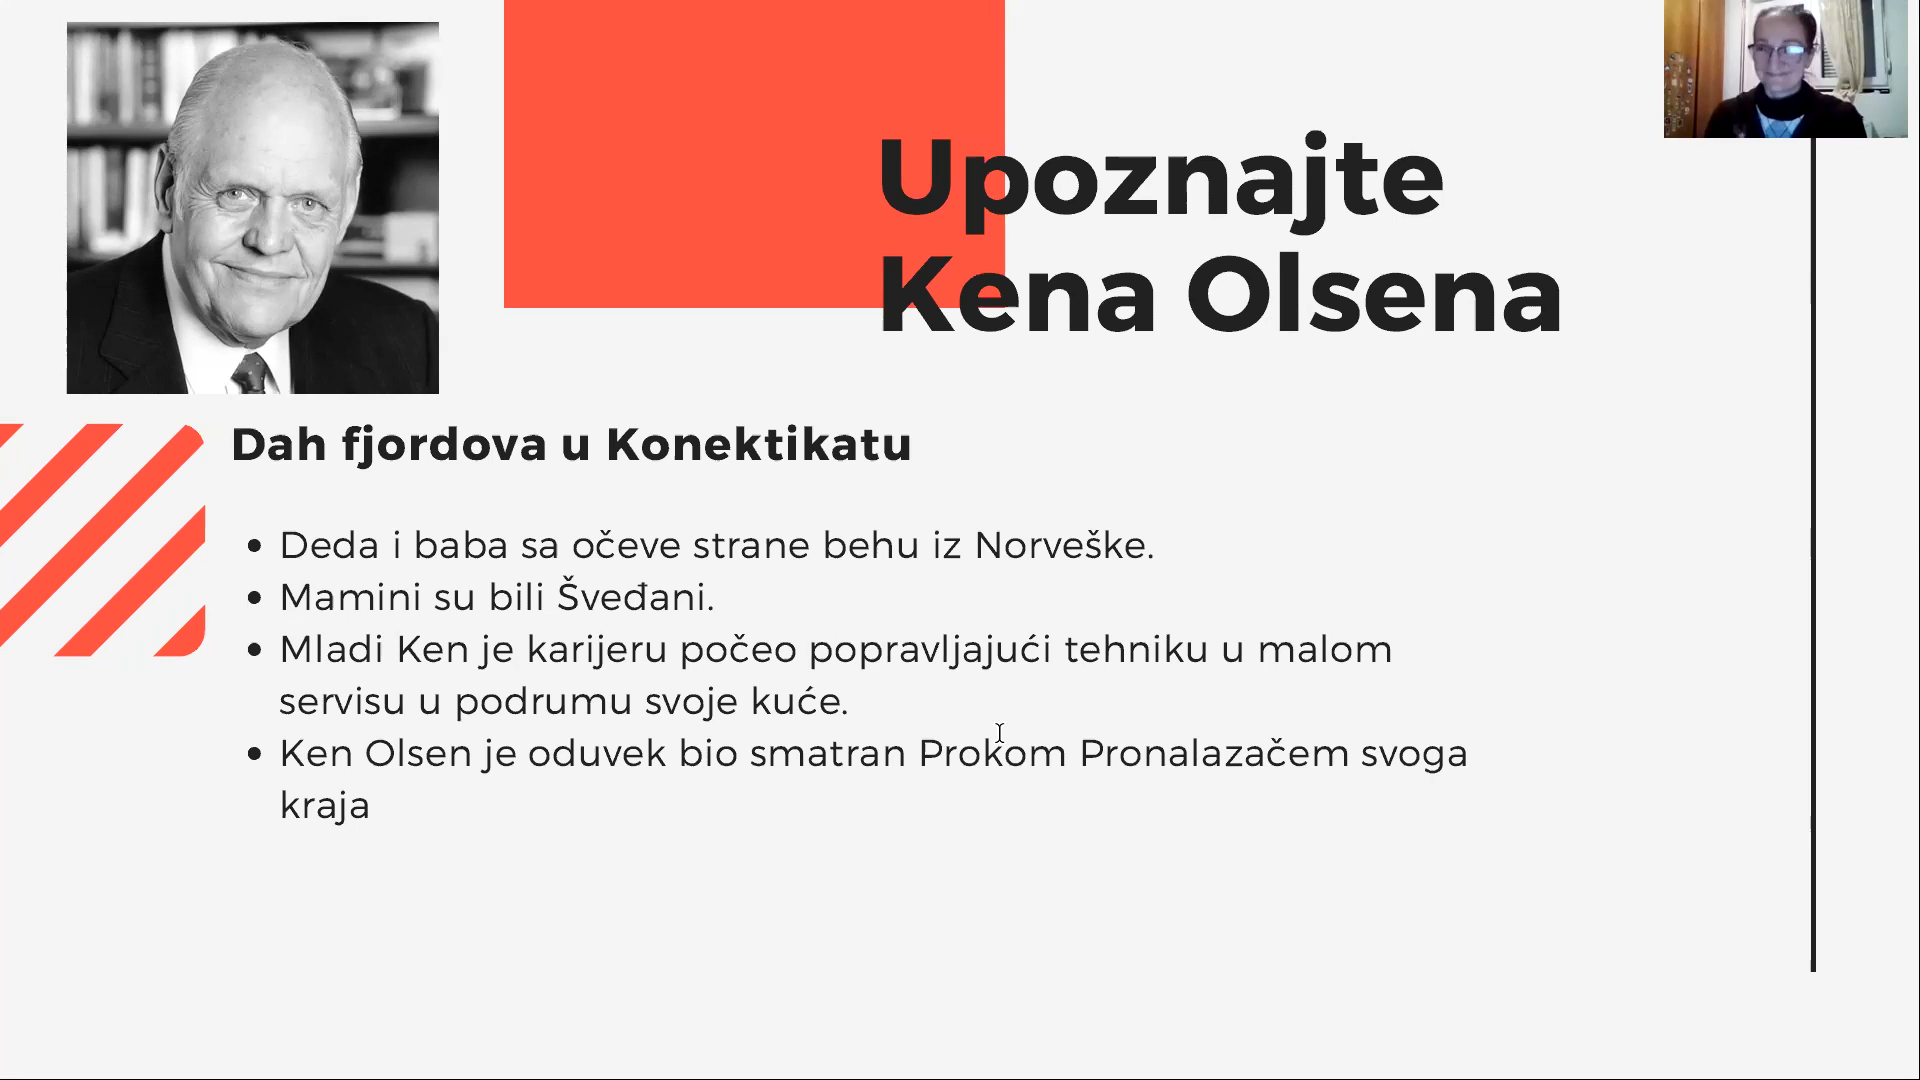 Upoznajte
Kena Olsena
Dah fjordova u Konektikatu
Deda i baba sa očeve strane behu iz Norveške.
Mamini su bili Šveđani.
Mladi Ken je karijeru počeo popravljajući tehniku u malom
servisu u podrumu svoje kuće.
Ken Olsen je oduvek bio smatran Prokom Pronalazačem svoga
kraja